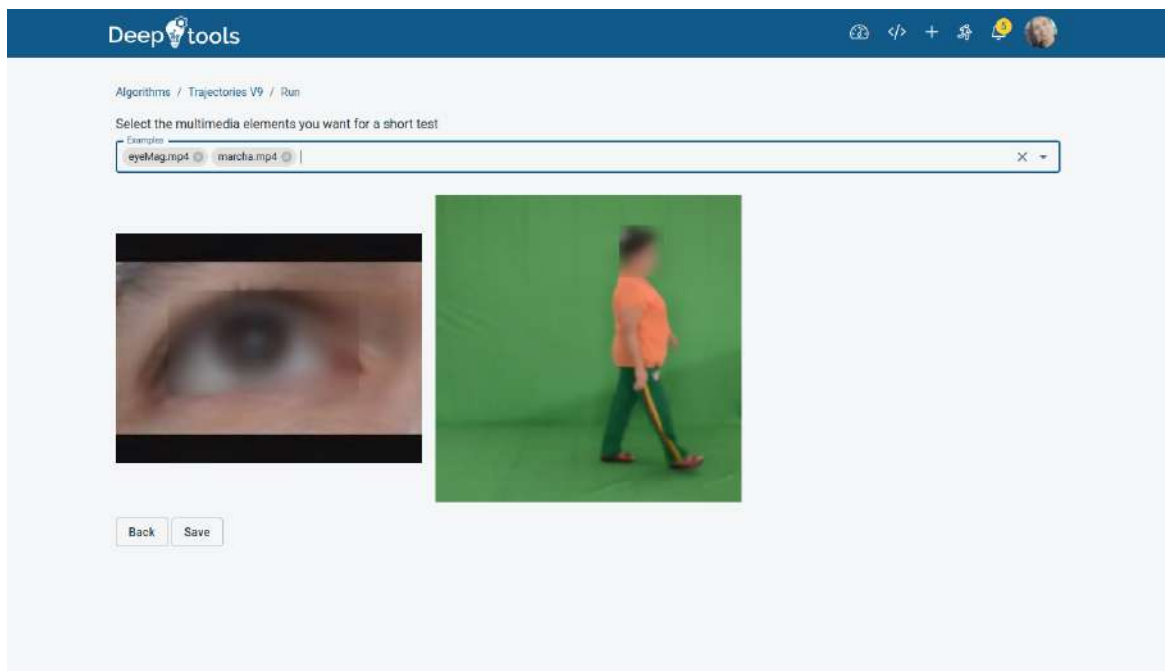 Deep tools
</> + 5
Algorithms / Trajectories V9 / Run
Select the multimedia elements you want for a short test
Examples
eyeMag.mp4 marcha.mp4
Back Save